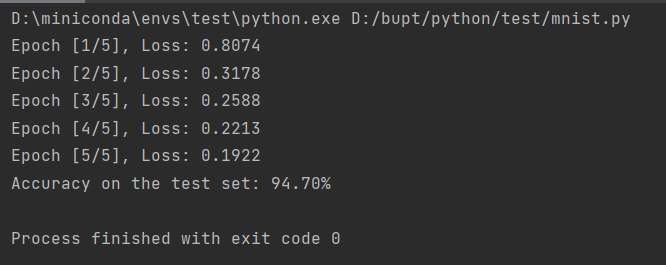 D:\miniconda\envs\test\python.exe D:/bupt/python/test/mnist.py
Epoch [1/5], Loss: 0.8074
Epoch [2/5], Loss: 0.3178
Epoch [3/5], Loss: 0.2588
Epoch [4/5], Loss: 0.2213
Epoch [5/5], Loss: 0.1922
Accuracy on the test set: 94.70%
Process finished with exit code 0